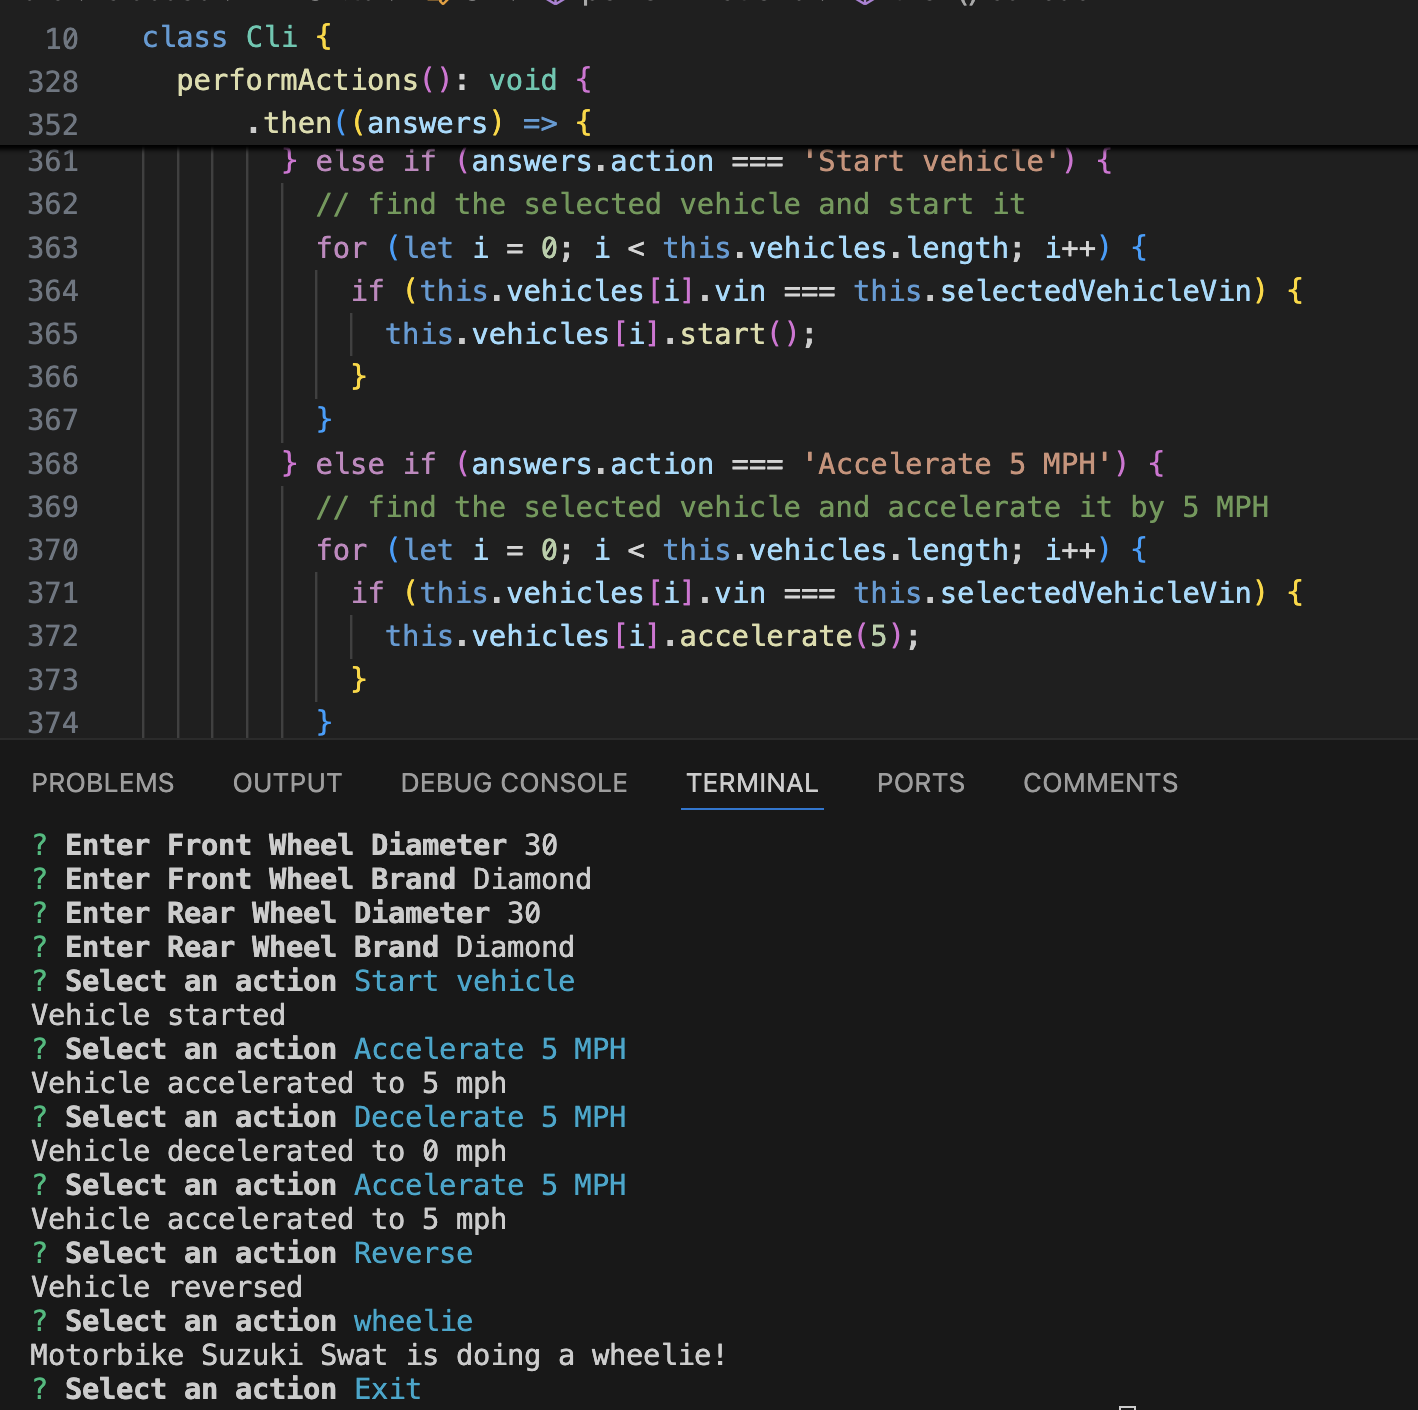 10 class Cli {
328 performActions(): void {
352 .then((answers) => {
361 } else if (answers.action === 'Start vehicle') {
362 // find the selected vehicle and start it
363 for (let i = 0; i < this.vehicles.length; i++) {
364 if (this.vehicles[i].vin === this.selectedVehicleVin) {
365 this.vehicles[i].start();
366 }
367 }
368 } else if (answers.action === 'Accelerate 5 MPH') {
369 // find the selected vehicle and accelerate it by 5 MPH
370 for (let i = 0; i < this.vehicles.length; i++) {
371 if (this.vehicles[i].vin === this.selectedVehicleVin) {
372 this.vehicles[i].accelerate(5);
373 }
374 }
PROBLEMS OUTPUT DEBUG CONSOLE TERMINAL PORTS COMMENTS
? Enter Front Wheel Diameter 30
? Enter Front Wheel Brand Diamond
? Enter Rear Wheel Diameter 30
? Enter Rear Wheel Brand Diamond
? Select an action Start vehicle
Vehicle started
? Select an action Accelerate 5 MPH
Vehicle accelerated to 5 mph
? Select an action Decelerate 5 MPH
Vehicle decelerated to 0 mph
? Select an action Accelerate 5 MPH
Vehicle accelerated to 5 mph
? Select an action Reverse
Vehicle reversed
? Select an action wheelie
Motorbike Suzuki Swat is doing a wheelie!
? Select an action Exit